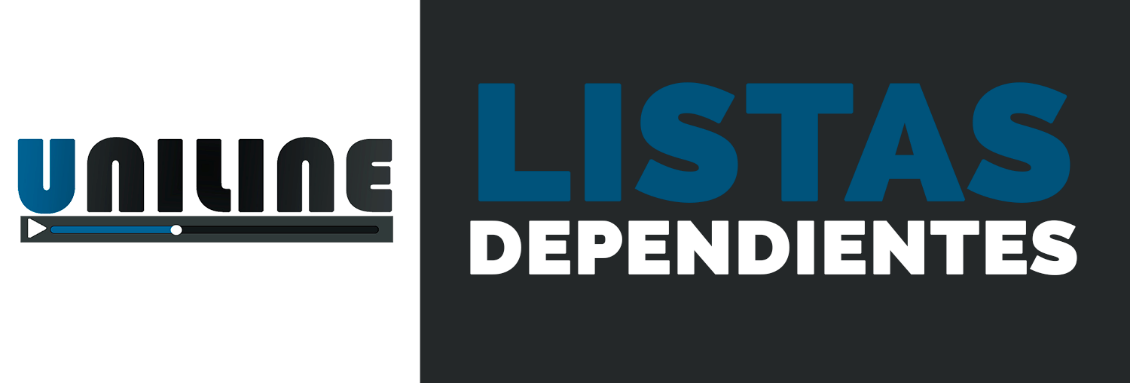 UNILINE
LISTAS
DEPENDIENTES